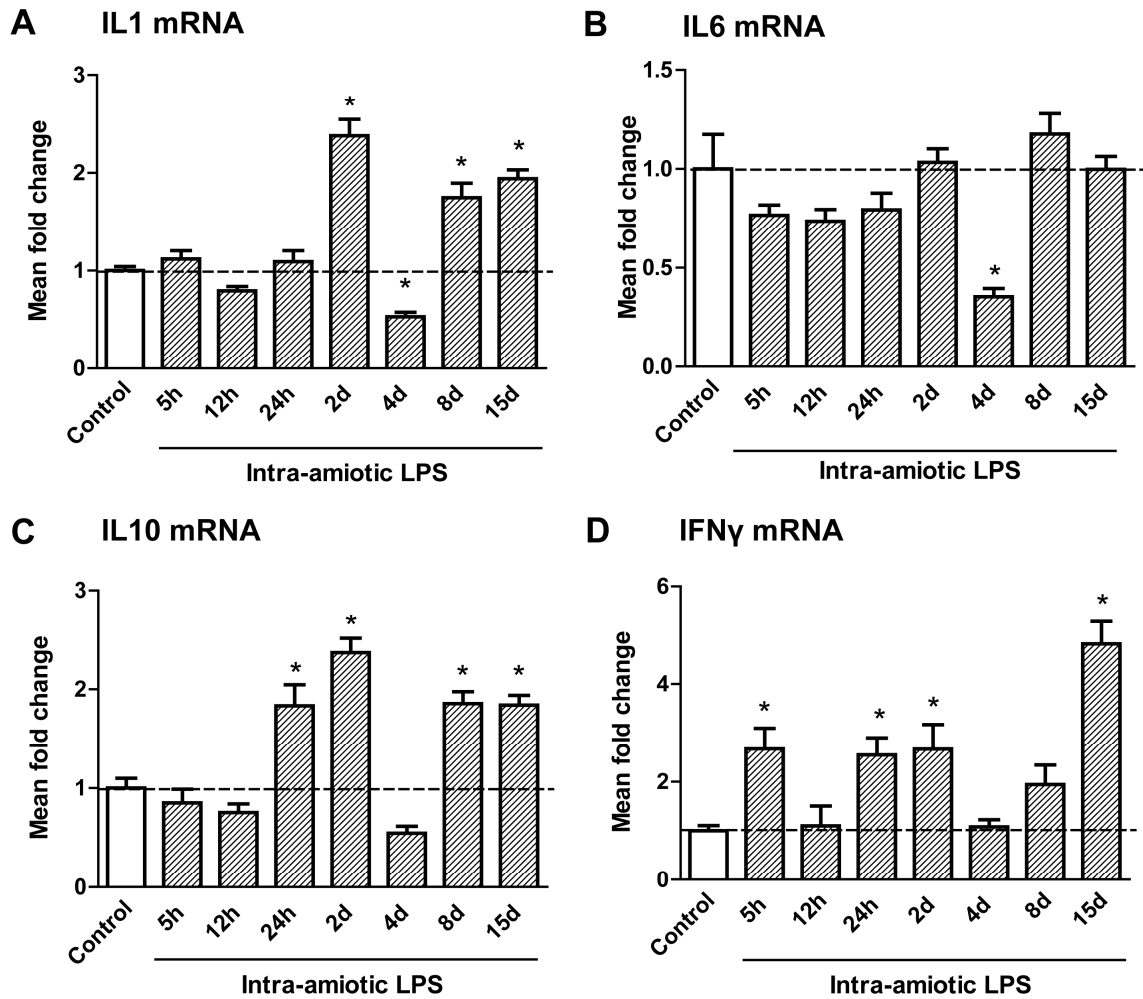 A IL1 mRNA
Mean fold change
3
2
1
0
*
*
*
*
Control 5h 12h 24h 2d 4d 8d 15d
Intra-amiotic LPS
B IL6 mRNA
Mean fold change
1.5
1.0
0.5
0.0
*
Control 5h 12h 24h 2d 4d 8d 15d
Intra-amiotic LPS
C IL10 mRNA
Mean fold change
3
2
1
0
*
*
*
*
Control 5h 12h 24h 2d 4d 8d 15d
Intra-amiotic LPS
D IFNγ mRNA
Mean fold change
6
4
2
0
*
*
*
*
Control 5h 12h 24h 2d 4d 8d 15d
Intra-amiotic LPS